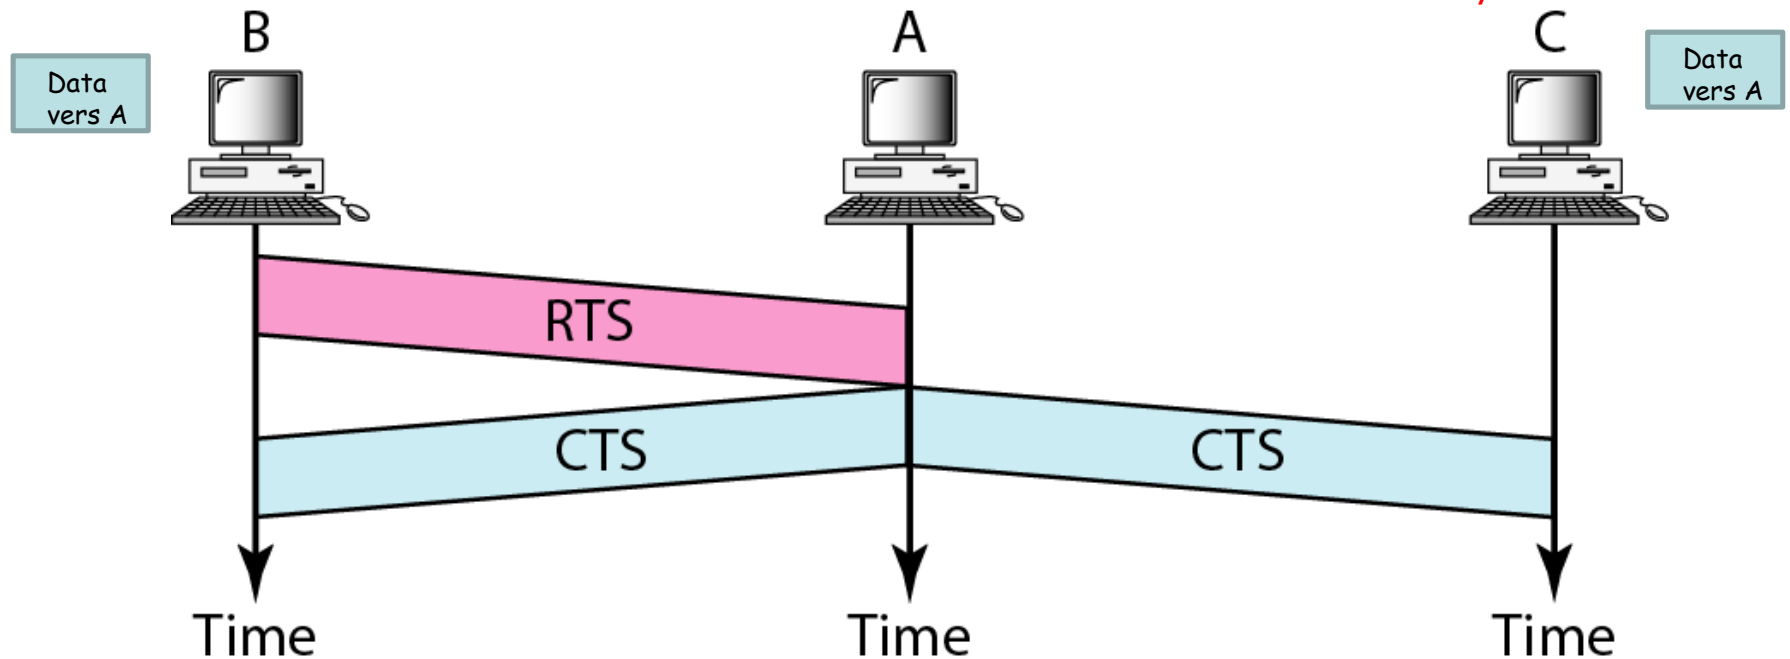 B
A
C
Data
vers A
Data
vers A
RTS
CTS
CTS
Time
Time
Time